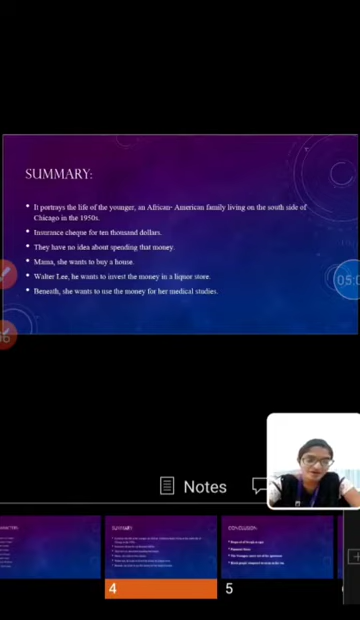 SUMMARY:
• It portrays the life of the younger, an African- American family living on the south side of
Chicago in the 1950s.
• Insurance cheque for ten thousand dollars.
• They have no idea about spending that money.
• Mama, she wants to buy a house.
• Walter Lee, he wants to invest the money in a liquor store.
• Beneath, she wants to use the money for her medical studies.
05:0
Notes
SUMMARY:
CONCLUSION:
4
5